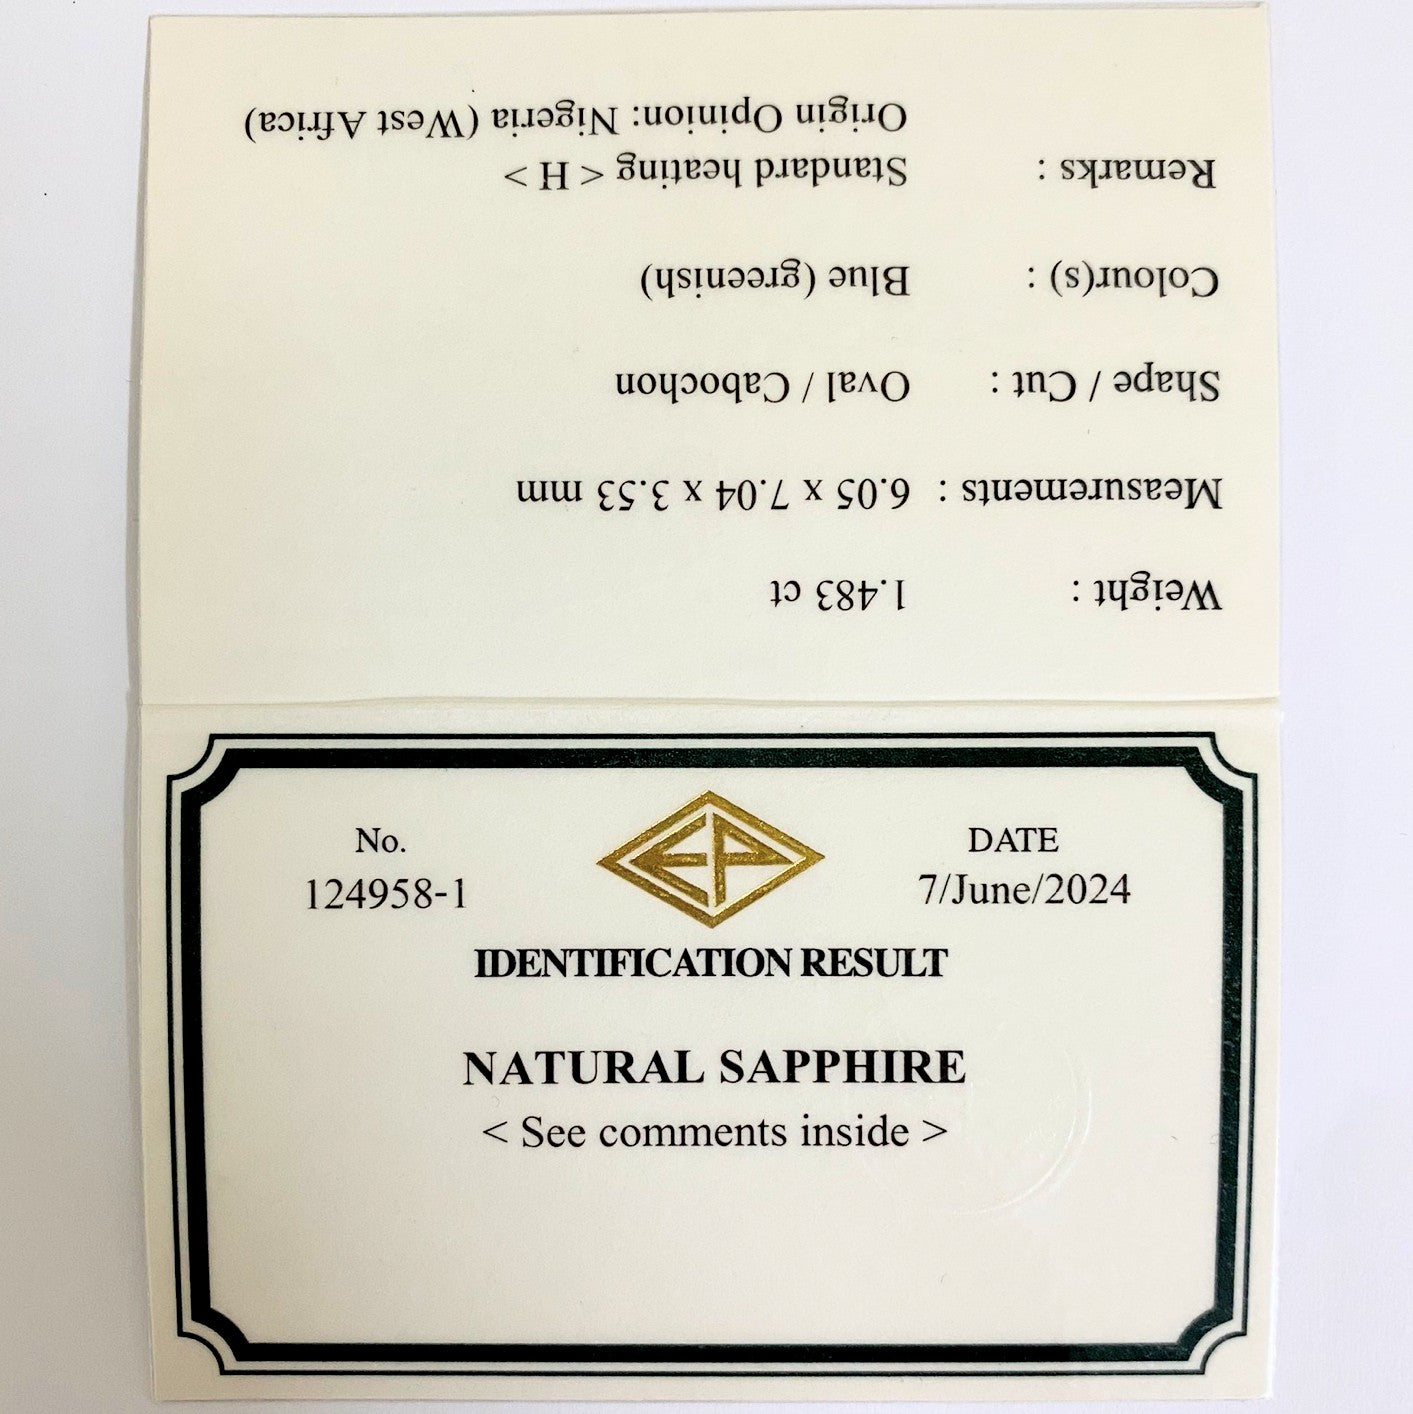 No.
124958-1
EP
DATE
7/June/2024
IDENTIFICATION RESULT
NATURAL SAPPHIRE
< See comments inside >
Weight : 1.483 ct
Measurements : 6.05 x 7.04 x 3.53 mm
Shape / Cut : Oval / Cabochon
Colour(s) : Blue (greenish)
Remarks : Standard heating < H >
Origin Opinion: Nigeria (West Africa)